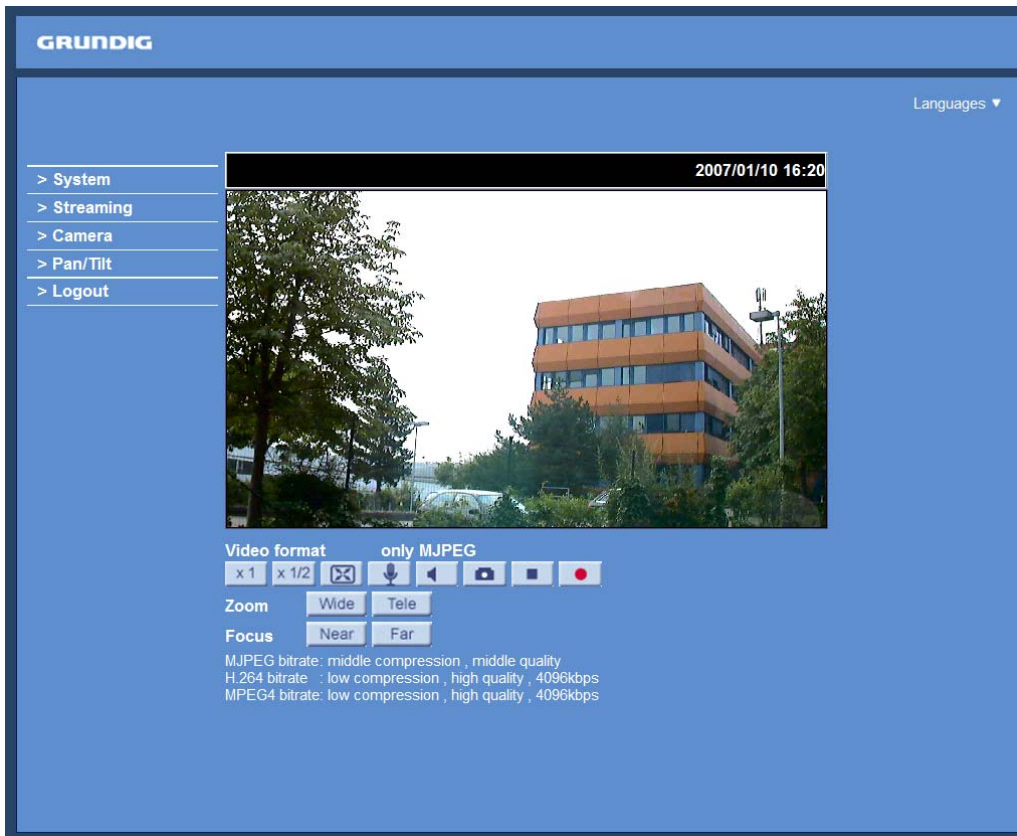 GRUNDIG
Languages ▼
2007/01/10 16:20
> System
> Streaming
> Camera
> Pan/Tilt
> Logout
Video format only MJPEG
x 1 x 1/2
Zoom Wide Tele
Focus Near Far
MJPEG bitrate: middle compression , middle quality
H.264 bitrate : low compression , high quality , 4096kbps
MPEG4 bitrate: low compression , high quality , 4096kbps